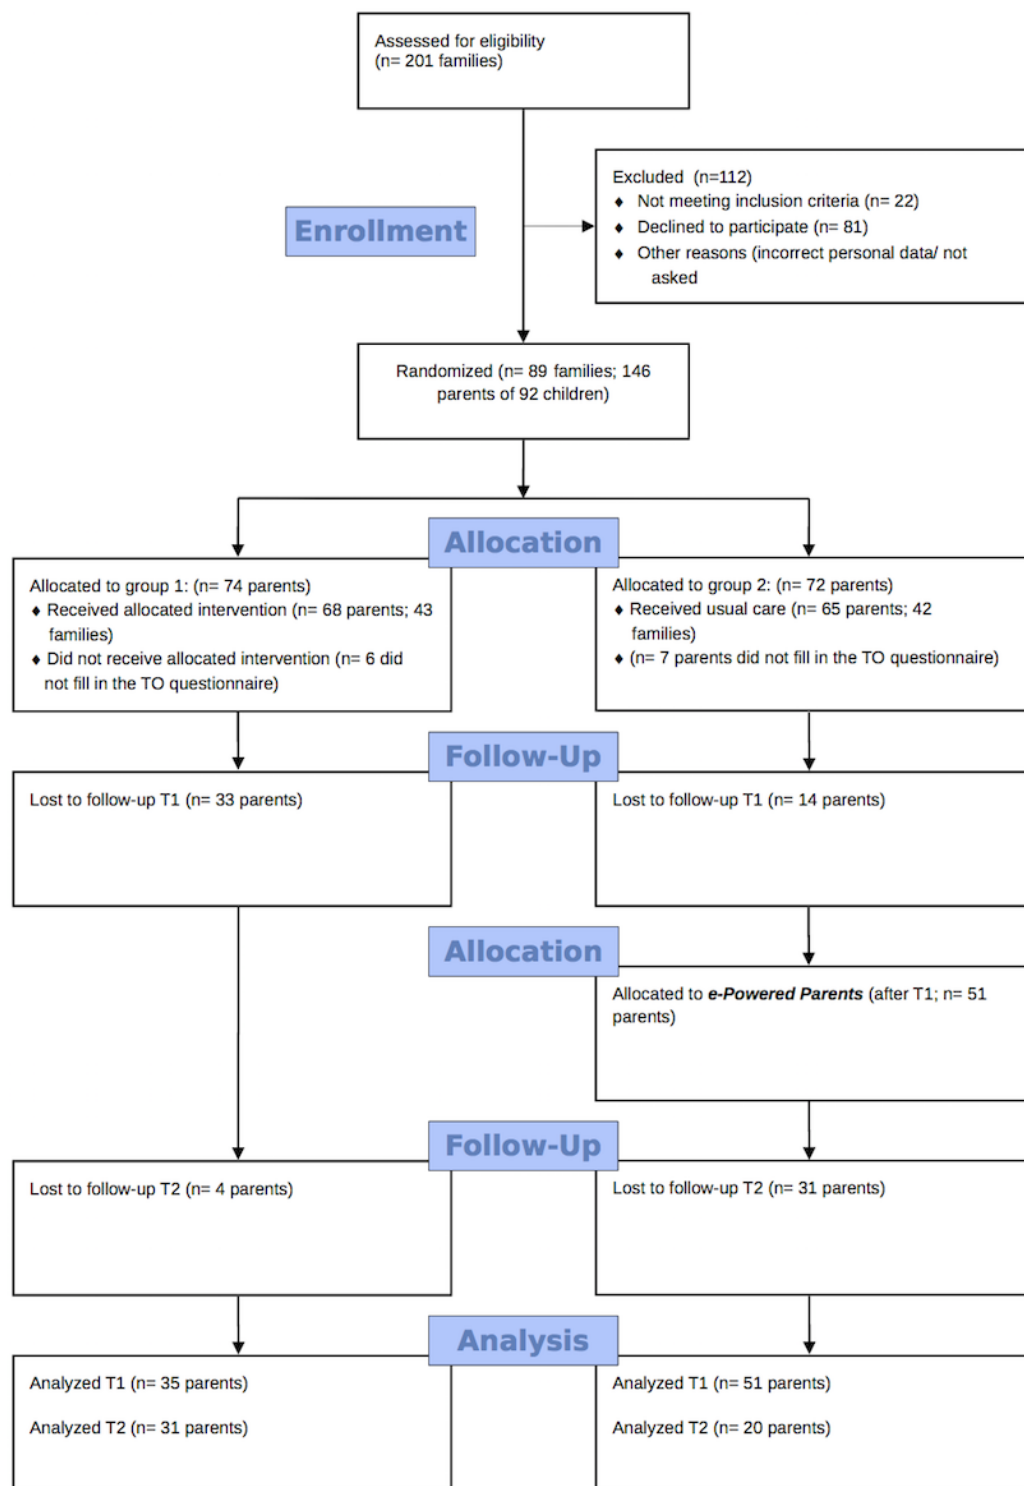 Assessed for eligibility
(n= 201 families)
Excluded  (n=112)
♦ Not meeting inclusion criteria (n= 22)
♦ Declined to participate (n= 81)
♦ Other reasons (incorrect personal data/ not
asked
Enrollment
Randomized (n= 89 families; 146
parents of 92 children)
Allocation
Allocated to group 1: (n= 74 parents)
♦ Received allocated intervention (n= 68 parents; 43
families)
♦ Did not receive allocated intervention (n= 6 did
not fill in the TO questionnaire)
Allocated to group 2: (n= 72 parents)
♦ Received usual care (n= 65 parents; 42
families)
♦ (n= 7 parents did not fill in the TO questionnaire)
Follow-Up
Lost to follow-up T1 (n= 33 parents)
Lost to follow-up T1 (n= 14 parents)
Allocation
Allocated to e-Powered Parents (after T1; n= 51
parents)
Follow-Up
Lost to follow-up T2 (n= 4 parents)
Lost to follow-up T2 (n= 31 parents)
Analysis
Analyzed T1 (n= 35 parents)
Analyzed T2 (n= 31 parents)
Analyzed T1 (n= 51 parents)
Analyzed T2 (n= 20 parents)